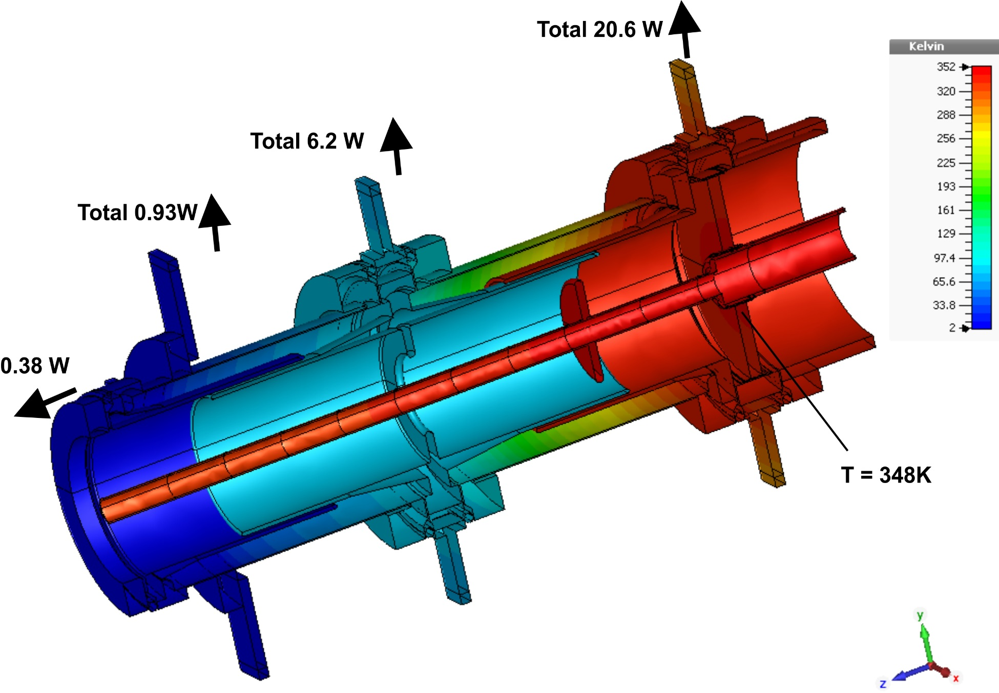 Total 20.6 W
Kelvin
352
320
288
256
225
193
161
129
97.4
65.6
33.8
2
Total 6.2 W
Total 0.93W
0.38 W
T = 348K
y
z
x